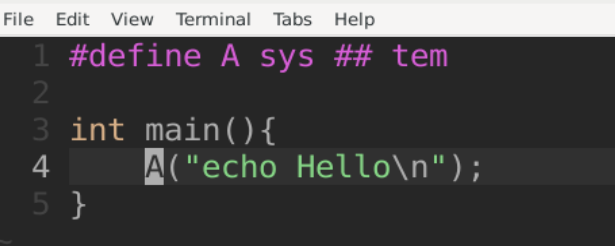 File Edit View Terminal Tabs Help
1 #define A sys ## tem
2
3 int main(){
4     A("echo Hello\n");
5 }
~